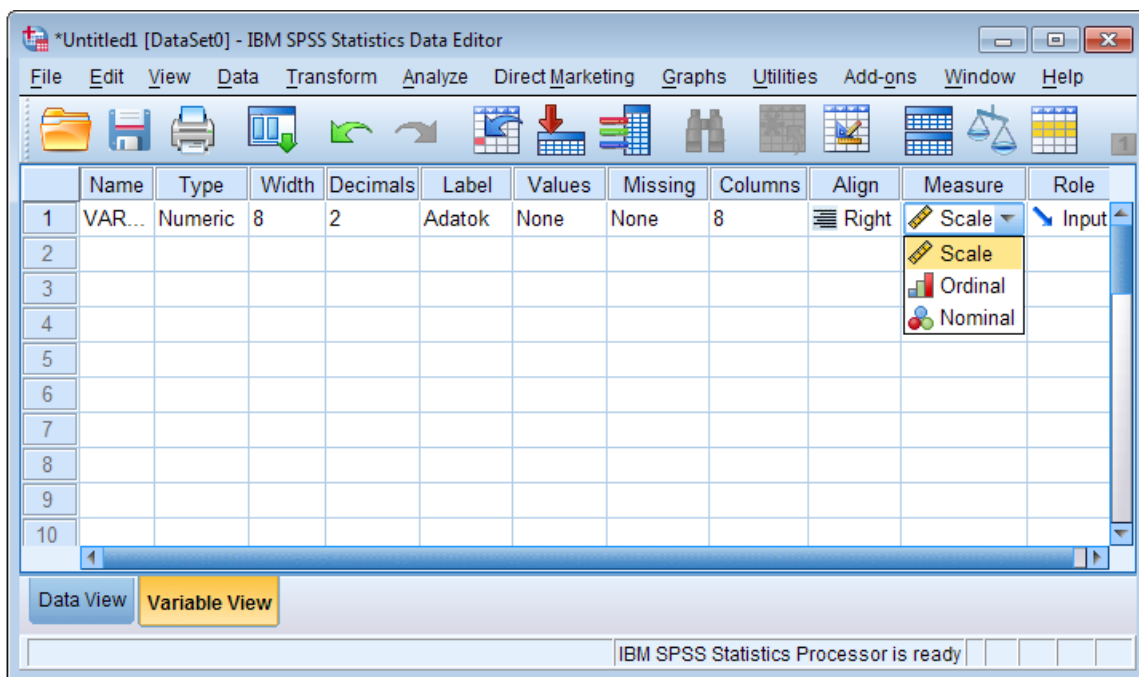 *Untitled1 [DataSet0] - IBM SPSS Statistics Data Editor
File Edit View Data Transform Analyze Direct Marketing Graphs Utilities Add-ons Window Help
1
Name Type Width Decimals Label Values Missing Columns Align Measure Role
1 VAR... Numeric 8 2 Adatok None None 8 Right Scale Input
2 Scale
3 Ordinal
4 Nominal
5
6
7
8
9
10
Data View Variable View
IBM SPSS Statistics Processor is ready